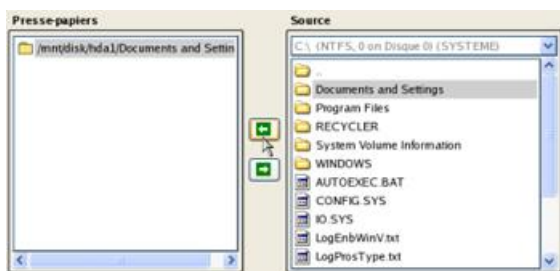 Presse-papiers
/mnt/disk/hda1/Documents and Settin
Source
C:\ (NTFS, 0 on Disque 0) (SYSTEME)
..
Documents and Settings
Program Files
RECYCLER
System Volume Information
WINDOWS
AUTOEXEC.BAT
CONFIG.SYS
IO.SYS
LogEnbWinV.txt
LogProsType.txt